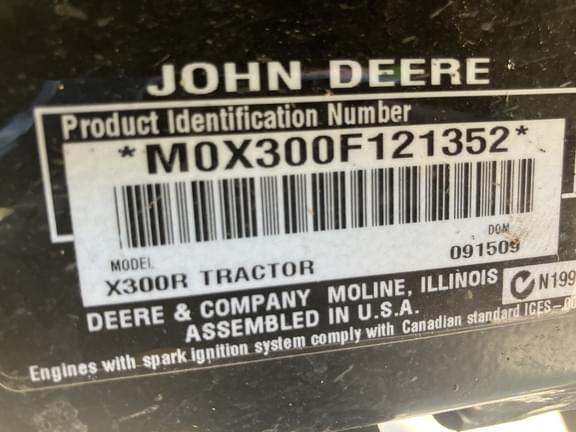 JOHN DEERE
Product Identification Number
*M0X300F121352*
MODEL DOM
X300R TRACTOR 091509
DEERE & COMPANY MOLINE, ILLINOIS N199
ASSEMBLED IN U.S.A.
Engines with spark ignition system comply with Canadian standard